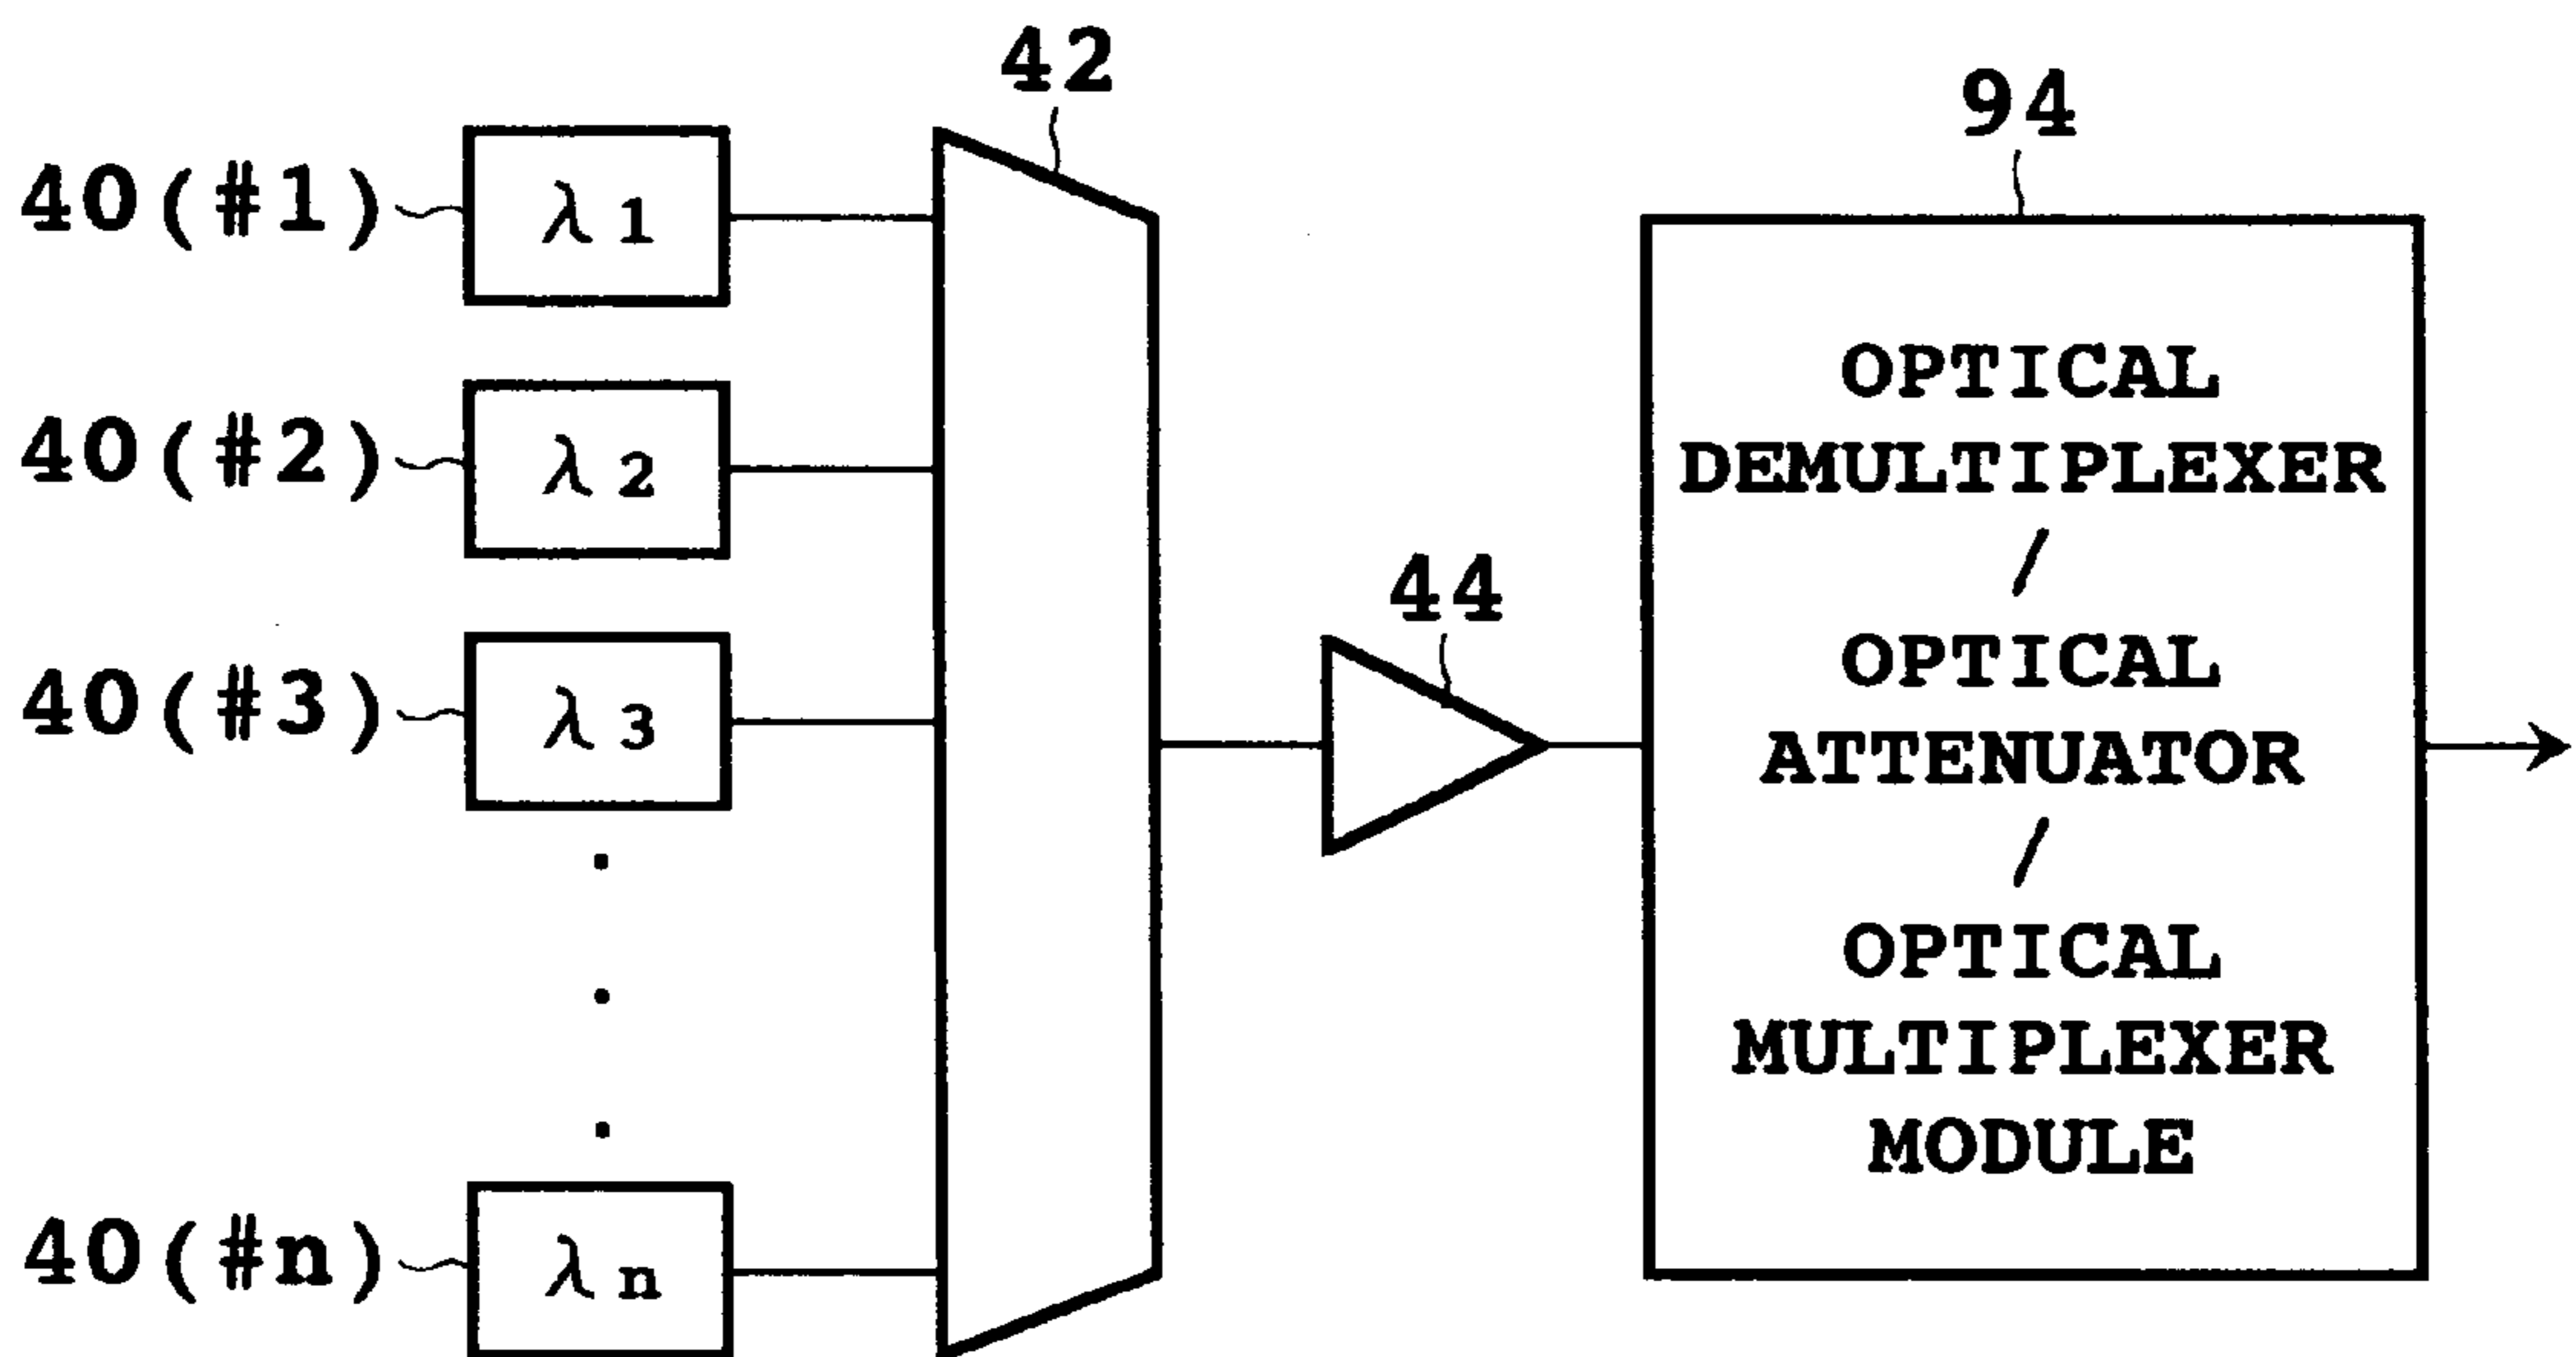 42
94
40(#1)
λ1
40(#2)
λ2
40(#3)
λ3
40(#n)
λn
44
OPTICAL
DEMULTIPLEXER
/
OPTICAL
ATTENUATOR
/
OPTICAL
MULTIPLEXER
MODULE